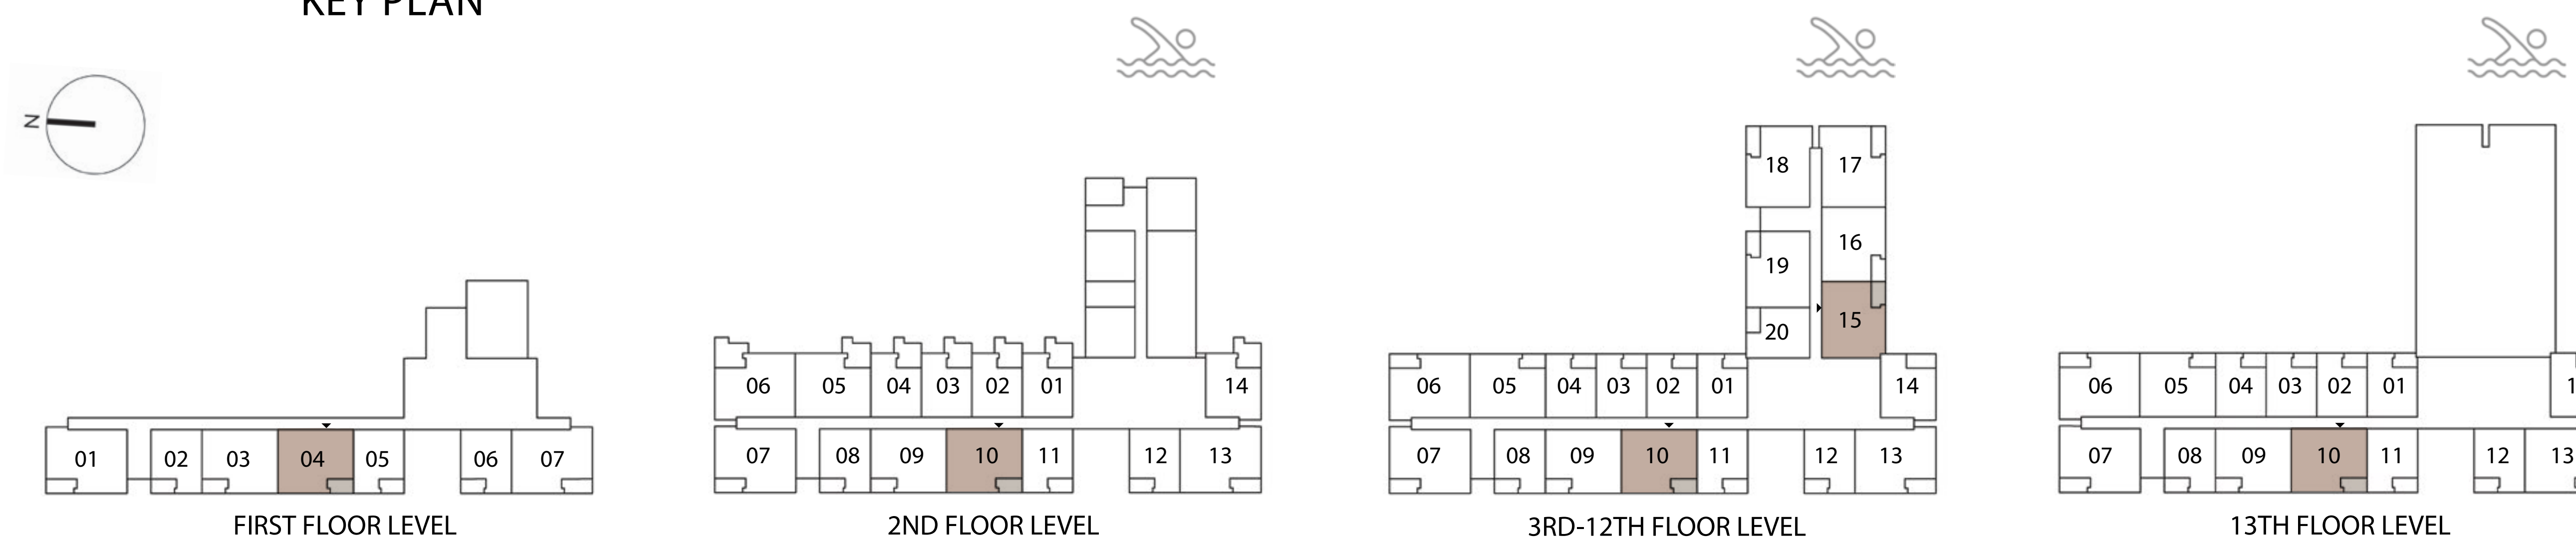 KEY PLAN
N
18 17
16
19
15
20
06 05 04 03 02 01 14
06 05 04 03 02 01 14
06 05 04 03 02 01
01 02 03 04 05 06 07
07 08 09 10 11 12 13
07 08 09 10 11 12 13
07 08 09 10 11 12 13
FIRST FLOOR LEVEL
2ND FLOOR LEVEL
3RD-12TH FLOOR LEVEL
13TH FLOOR LEVEL